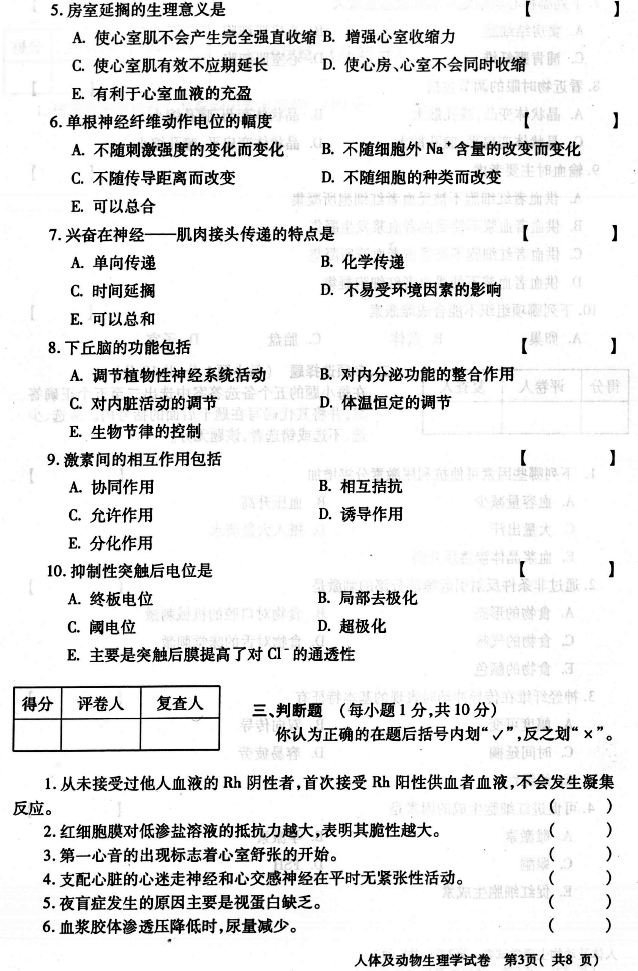 5.房室延搁的生理意义是 【 】
A. 使心室肌不会产生完全强直收缩 B. 增强心室收缩力
C. 使心室肌有效不应期延长 D. 使心房、心室不会同时收缩
E. 有利于心室血液的充盈
6.单根神经纤维动作电位的幅度 【 】
A. 不随刺激强度的变化而变化 B. 不随细胞外 Na⁺ 含量的改变而变化
C. 不随传导距离而改变 D. 不随细胞的种类而改变
E. 可以总合
7.兴奋在神经——肌肉接头传递的特点是 【 】
A. 单向传递 B. 化学传递
C. 时间延搁 D. 不易受环境因素的影响
E. 可以总和
8.下丘脑的功能包括 【 】
A. 调节植物性神经系统活动 B. 对内分泌功能的整合作用
C. 对内脏活动的调节 D. 体温恒定的调节
E. 生物节律的控制
9.激素间的相互作用包括 【 】
A. 协同作用 B. 相互拮抗
C. 允许作用 D. 诱导作用
E. 分化作用
10.抑制性突触后电位是 【 】
A. 终板电位 B. 局部去极化
C. 阈电位 D. 超极化
E. 主要是突触后膜提高了对 Cl⁻ 的通透性
得分 评卷人 复查人
三、判断题 (每小题1分,共10分)
你认为正确的在题后括号内划“✓”,反之划“×”。
1.从未接受过他人血液的 Rh 阴性者,首次接受 Rh 阳性供血者血液,不会发生凝集
反应。 ( )
2.红细胞膜对低渗盐溶液的抵抗力越大,表明其脆性越大。 ( )
3.第一心音的出现标志着心室舒张的开始。 ( )
4.支配心脏的心迷走神经和心交感神经在平时无紧张性活动。 ( )
5.夜盲症发生的原因主要是视蛋白缺乏。 ( )
6.血浆胶体渗透压降低时,尿量减少。 ( )
人体及动物生理学试卷 第3页( 共8 页)